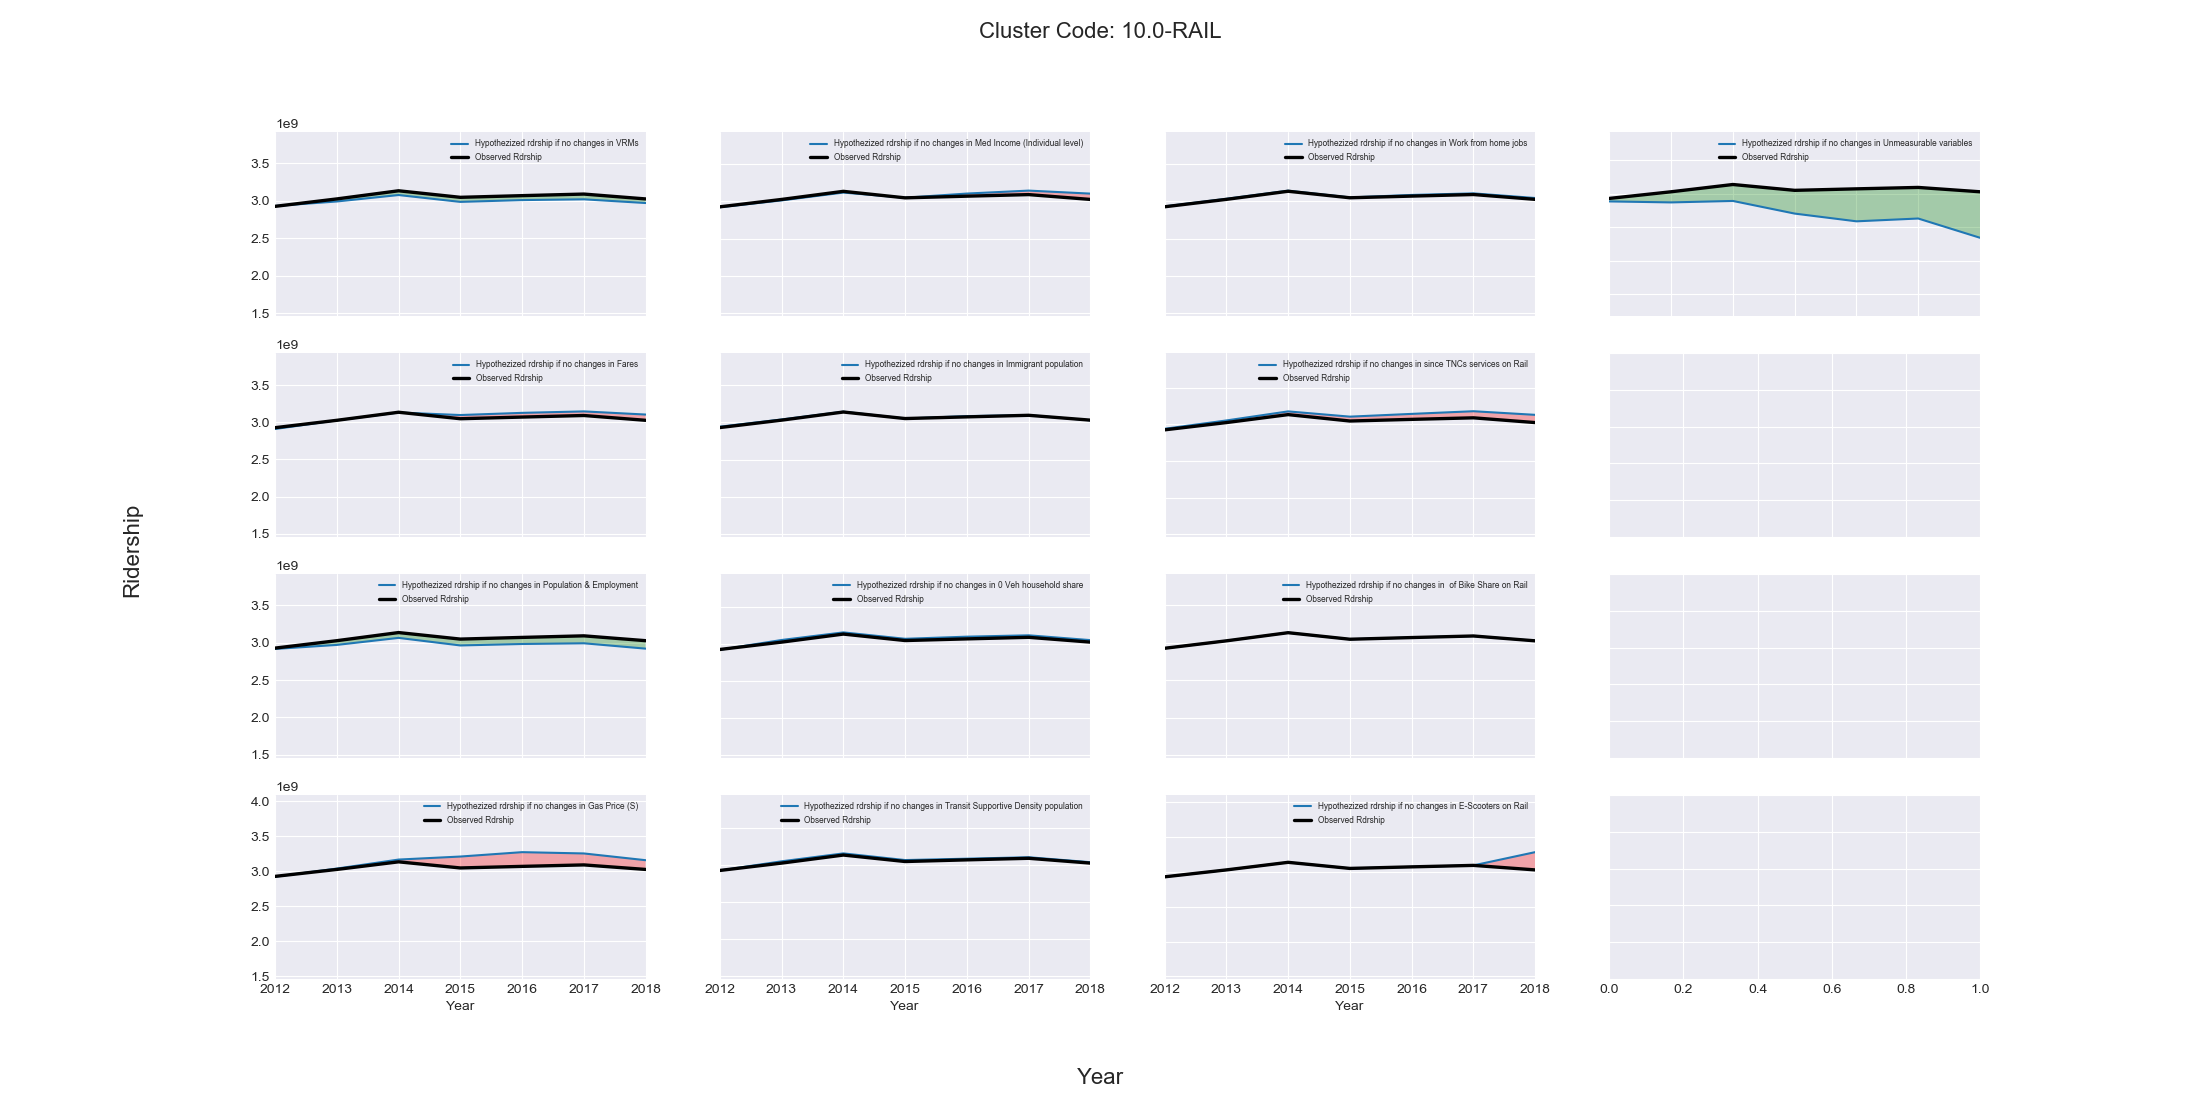 Cluster Code: 10.0-RAIL
1e9
Hypothezized rdrship if no changes in VRMs
Observed Rdrship
3.5
3.0
2.5
2.0
1.5
Hypothezized rdrship if no changes in Med Income (Individual level)
Observed Rdrship
Hypothezized rdrship if no changes in Work from home jobs
Observed Rdrship
Hypothezized rdrship if no changes in Unmeasurable variables
Observed Rdrship
1e9
Hypothezized rdrship if no changes in Fares
Observed Rdrship
3.5
3.0
2.5
2.0
1.5
Hypothezized rdrship if no changes in Immigrant population
Observed Rdrship
Hypothezized rdrship if no changes in since TNCs services on Rail
Observed Rdrship
Ridership
1e9
Hypothezized rdrship if no changes in Population & Employment
Observed Rdrship
3.5
3.0
2.5
2.0
1.5
Hypothezized rdrship if no changes in 0 Veh household share
Observed Rdrship
Hypothezized rdrship if no changes in  of Bike Share on Rail
Observed Rdrship
1e9
Hypothezized rdrship if no changes in Gas Price (S)
Observed Rdrship
4.0
3.5
3.0
2.5
2.0
1.5
2012 2013 2014 2015 2016 2017 2018
Year
Hypothezized rdrship if no changes in Transit Supportive Density population
Observed Rdrship
2012 2013 2014 2015 2016 2017 2018
Year
Hypothezized rdrship if no changes in E-Scooters on Rail
Observed Rdrship
2012 2013 2014 2015 2016 2017 2018
Year
0.0 0.2 0.4 0.6 0.8 1.0
Year